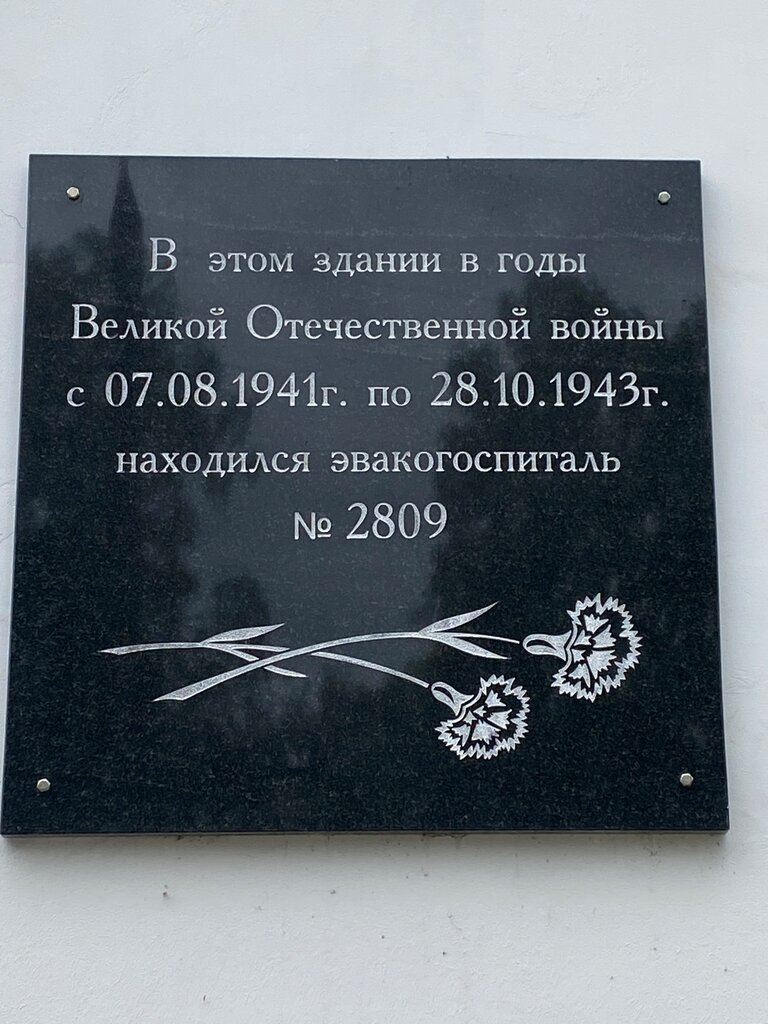 В этом здании в годы
Великой Отечественной войны
с 07.08.1941г. по 28.10.1943г.
находился эвакогоспиталь
№ 2809